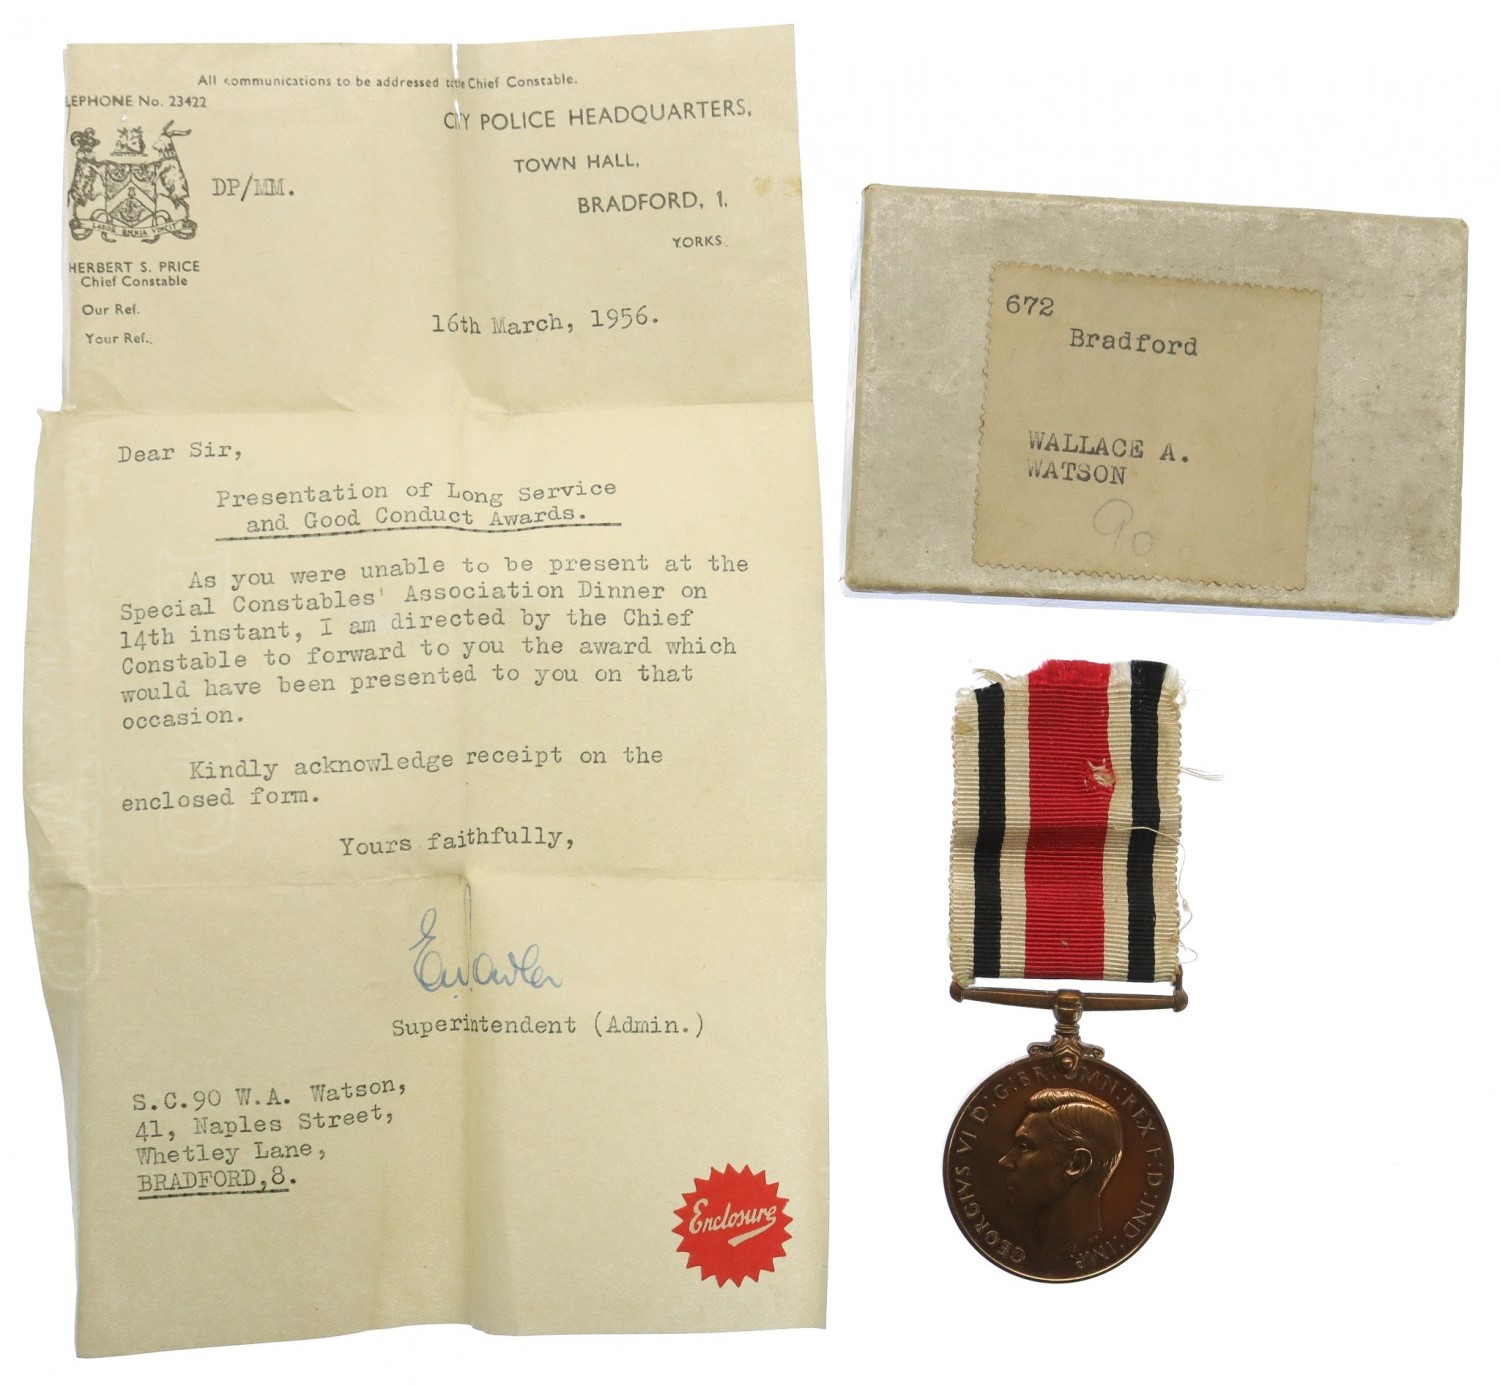 All communications to be addressed to the Chief Constable.
LEPHONE No. 23422
CITY POLICE HEADQUARTERS,
TOWN HALL,
BRADFORD, 1.
YORKS.
DP/MM.
LABOR OMNIA VINCIT
HERBERT S. PRICE
Chief Constable
Our Ref.
Your Ref.
16th March, 1956.
Dear Sir,
Presentation of Long Service
and Good Conduct Awards.
As you were unable to be present at the
Special Constables' Association Dinner on
14th instant, I am directed by the Chief
Constable to forward to you the award which
would have been presented to you on that
occasion.
Kindly acknowledge receipt on the
enclosed form.
Yours faithfully,
Superintendent (Admin.)
S.C.90 W.A. Watson,
41, Naples Street,
Whetley Lane,
BRADFORD,8.
Enclosure
672
Bradford
WALLACE A.
WATSON
90
GEORGIVS VI D:G:BR:OMN:REX F:D:IND:IMP.